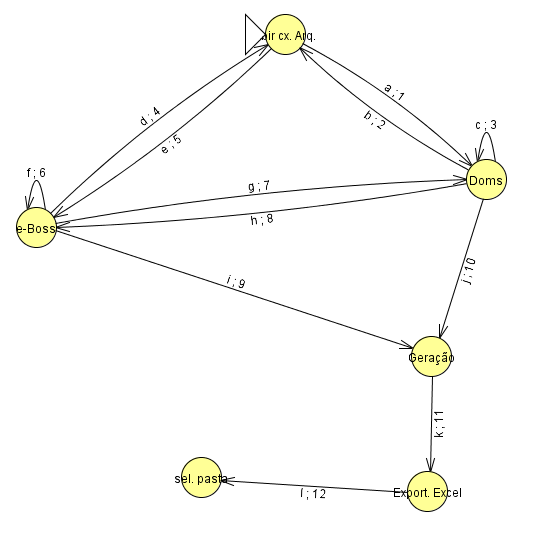 cx. Arq.
a ; 1
b ; 2
d ; 4
e ; 5
c ; 3
Doms
f ; 6
g ; 7
h ; 8
e-Boss
i ; 9
j ; 10
Geração
k ; 11
sel. pasta
l ; 12
Export. Excel